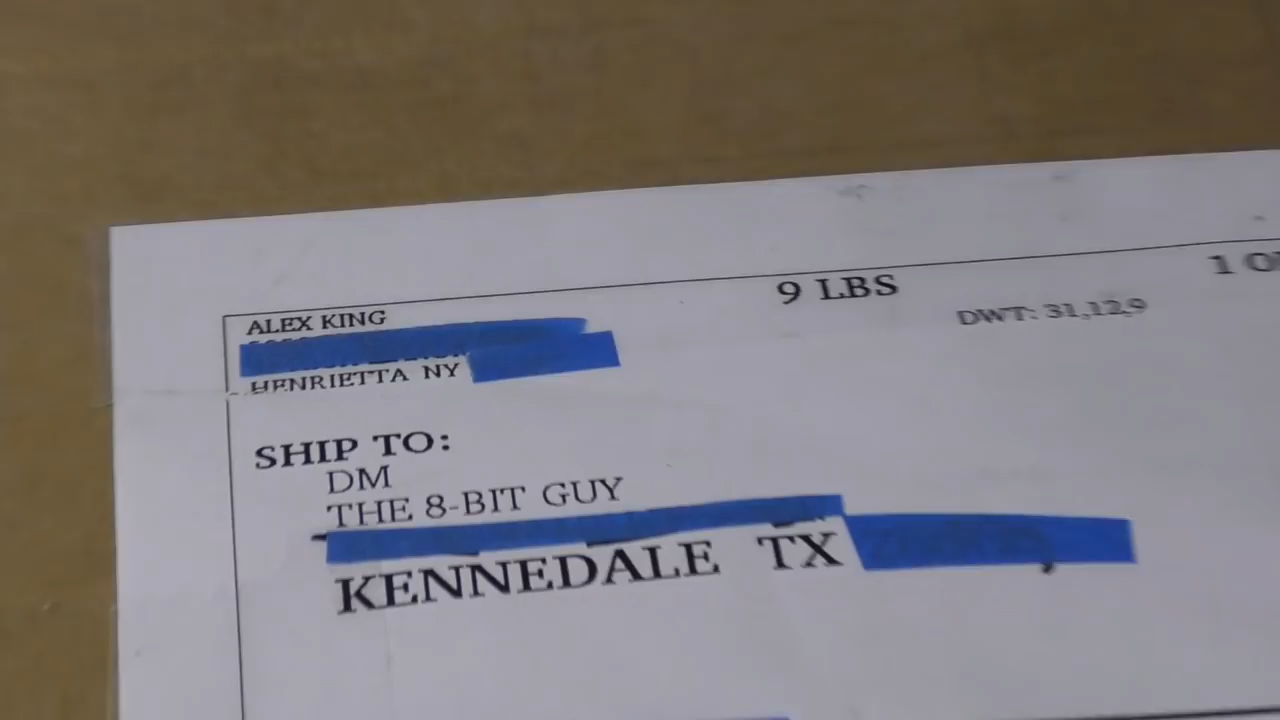 ALEX KING
HENRIETTA NY
9 LBS
DWT: 31,12,9
1
SHIP TO:
DM
THE 8-BIT GUY
KENNEDALE TX